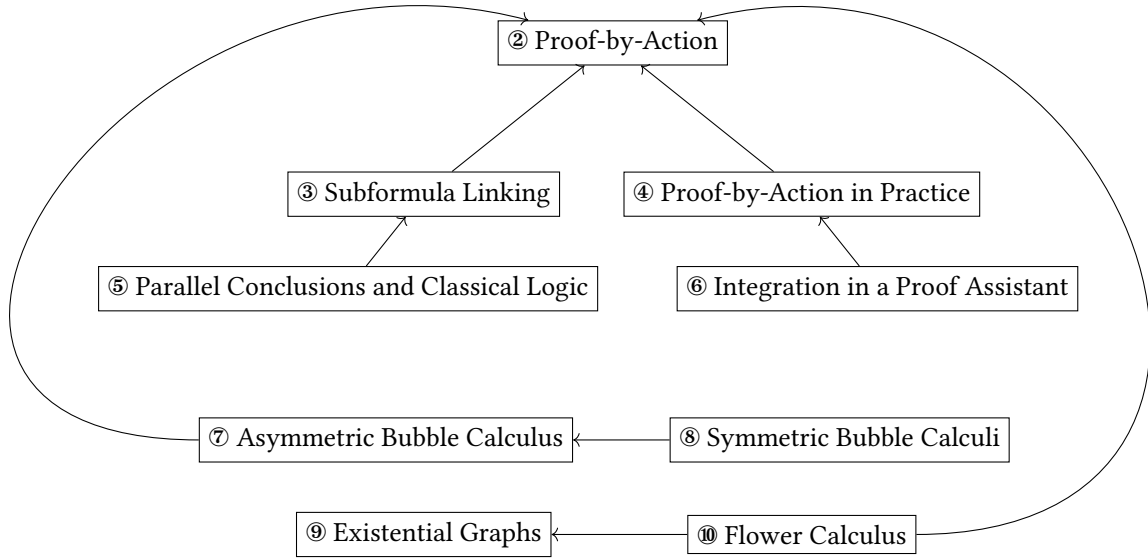 ② Proof-by-Action
③ Subformula Linking
④ Proof-by-Action in Practice
⑤ Parallel Conclusions and Classical Logic
⑥ Integration in a Proof Assistant
⑦ Asymmetric Bubble Calculus
⑧ Symmetric Bubble Calculi
⑨ Existential Graphs
⑩ Flower Calculus